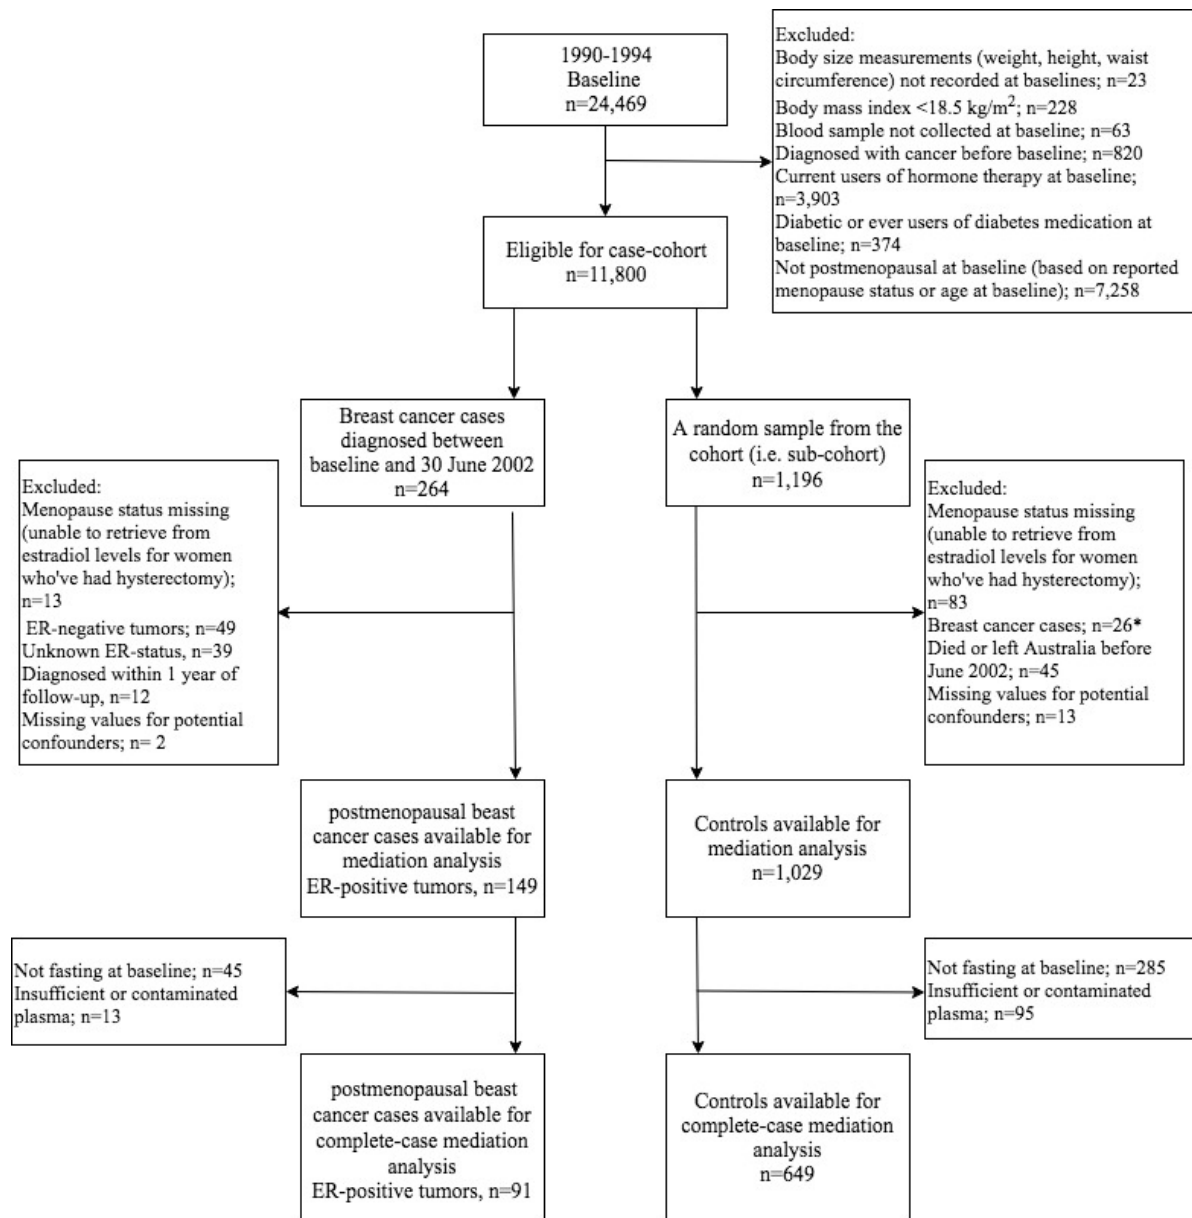 1990-1994
Baseline
n=24,469
Excluded:
Body size measurements (weight, height, waist
circumference) not recorded at baselines; n=23
Body mass index <18.5 kg/m²; n=228
Blood sample not collected at baseline; n=63
Diagnosed with cancer before baseline; n=820
Current users of hormone therapy at baseline;
n=3,903
Diabetic or ever users of diabetes medication at
baseline; n=374
Not postmenopausal at baseline (based on reported
menopause status or age at baseline); n=7,258
Eligible for case-cohort
n=11,800
Breast cancer cases
diagnosed between
baseline and 30 June 2002
n=264
A random sample from the
cohort (i.e. sub-cohort)
n=1,196
Excluded:
Menopause status missing
(unable to retrieve from
estradiol levels for women
who've had hysterectomy);
n=13
ER-negative tumors; n=49
Unknown ER-status, n=39
Diagnosed within 1 year of
follow-up, n=12
Missing values for potential
confounders; n= 2
Excluded:
Menopause status missing
(unable to retrieve from
estradiol levels for women
who've had hysterectomy);
n=83
Breast cancer cases; n=26*
Died or left Australia before
June 2002; n=45
Missing values for potential
confounders; n=13
postmenopausal beast
cancer cases available for
mediation analysis
ER-positive tumors, n=149
Controls available for
mediation analysis
n=1,029
Not fasting at baseline; n=45
Insufficient or contaminated
plasma; n=13
Not fasting at baseline; n=285
Insufficient or contaminated
plasma; n=95
postmenopausal beast
cancer cases available for
complete-case mediation
analysis
ER-positive tumors, n=91
Controls available for
complete-case mediation
analysis
n=649